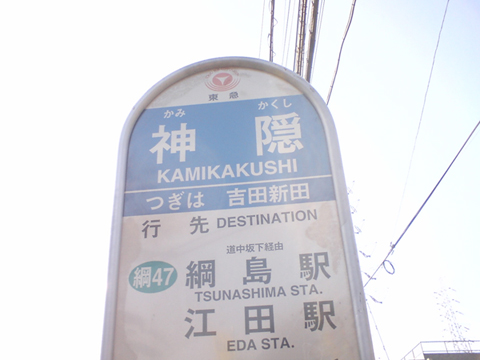 東急
かみ かくし
神 隠
KAMIKAKUSHI
つぎは 吉田新田
行先 DESTINATION
道中坂下経由
綱47 綱島駅
TSUNASHIMA STA.
江田駅
EDA STA.